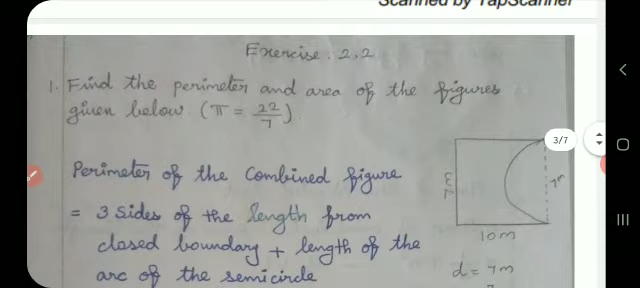 Scanned by TapScanner
Exercise : 2.2
1. Find the perimeter and area of the figures
given below. (π = 22/7)
3/7
Perimeter of the combined figure
7m
7m
= 3 sides of the length from
10m
closed boundary + length of the
d = 7m
arc of the semicircle